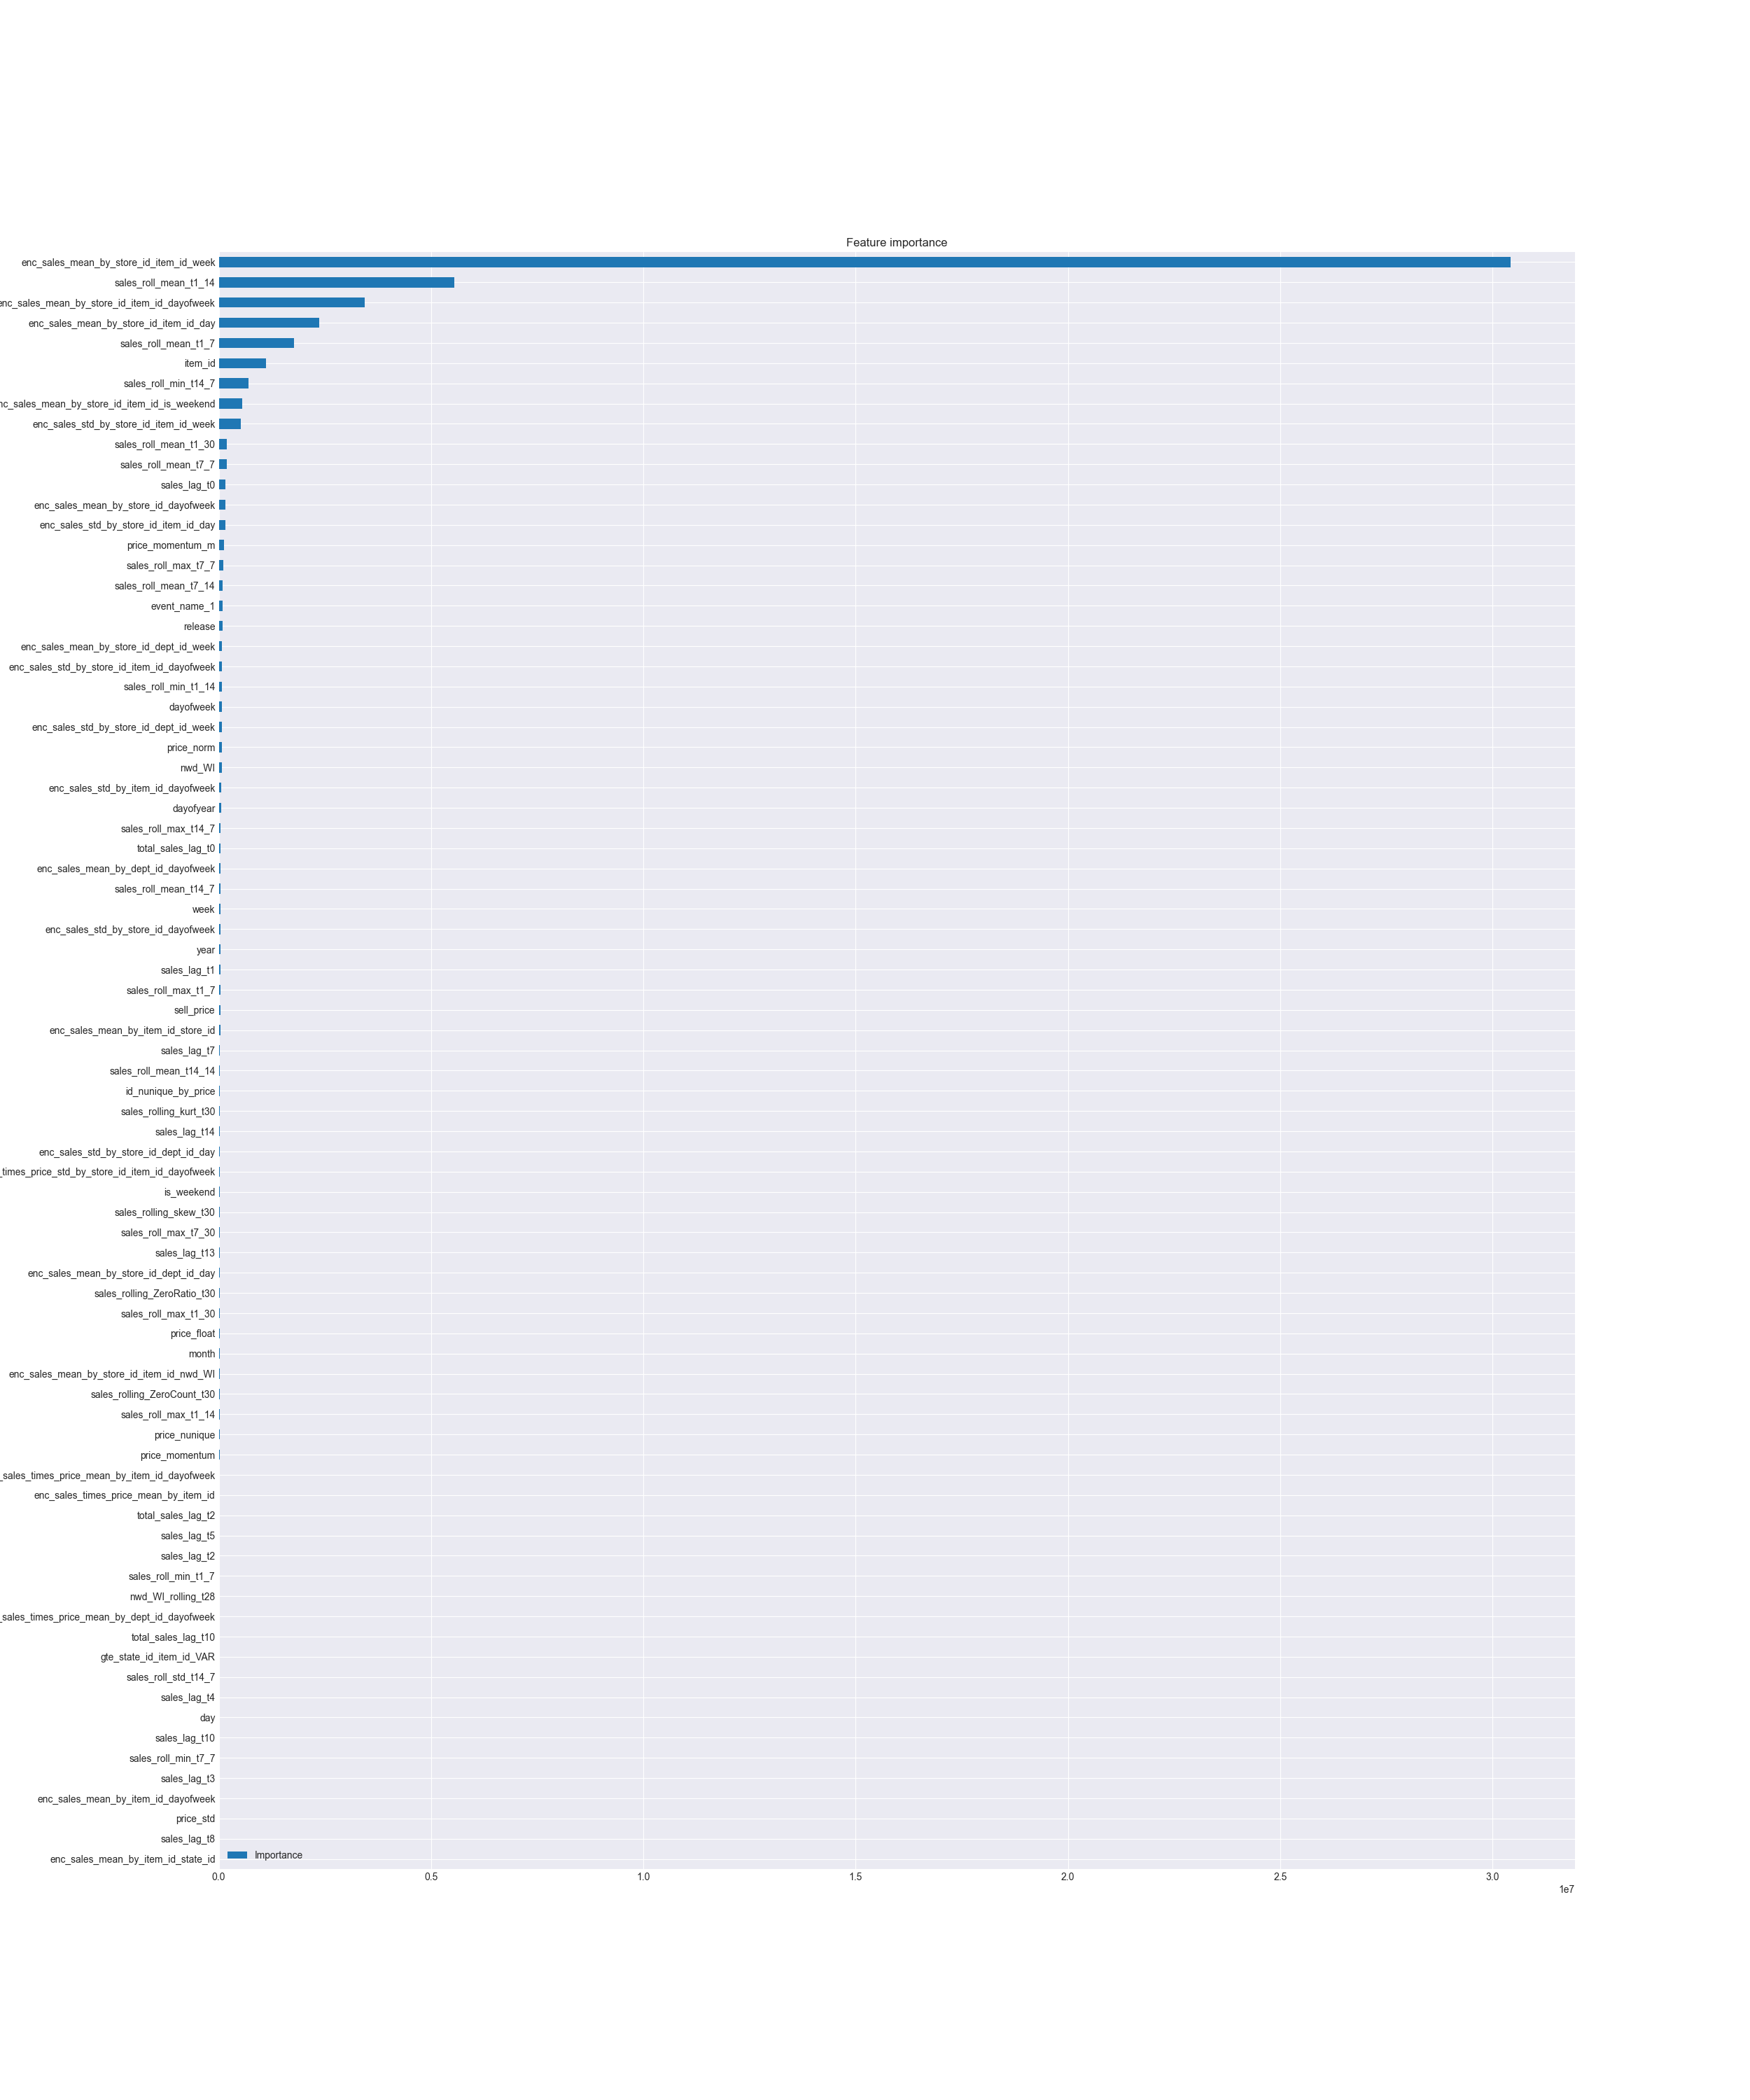 Feature importance
enc_sales_mean_by_store_id_item_id_week
sales_roll_mean_t1_14
enc_sales_mean_by_store_id_item_id_dayofweek
enc_sales_mean_by_store_id_item_id_day
sales_roll_mean_t1_7
item_id
sales_roll_min_t14_7
nc_sales_mean_by_store_id_item_id_is_weekend
enc_sales_std_by_store_id_item_id_week
sales_roll_mean_t1_30
sales_roll_mean_t7_7
sales_lag_t0
enc_sales_mean_by_store_id_dayofweek
enc_sales_std_by_store_id_item_id_day
price_momentum_m
sales_roll_max_t7_7
sales_roll_mean_t7_14
event_name_1
release
enc_sales_mean_by_store_id_dept_id_week
enc_sales_std_by_store_id_item_id_dayofweek
sales_roll_min_t1_14
dayofweek
enc_sales_std_by_store_id_dept_id_week
price_norm
nwd_WI
enc_sales_std_by_item_id_dayofweek
dayofyear
sales_roll_max_t14_7
total_sales_lag_t0
enc_sales_mean_by_dept_id_dayofweek
sales_roll_mean_t14_7
week
enc_sales_std_by_store_id_dayofweek
year
sales_lag_t1
sales_roll_max_t1_7
sell_price
enc_sales_mean_by_item_id_store_id
sales_lag_t7
sales_roll_mean_t14_14
id_nunique_by_price
sales_rolling_kurt_t30
sales_lag_t14
enc_sales_std_by_store_id_dept_id_day
_times_price_std_by_store_id_item_id_dayofweek
is_weekend
sales_rolling_skew_t30
sales_roll_max_t7_30
sales_lag_t13
enc_sales_mean_by_store_id_dept_id_day
sales_rolling_ZeroRatio_t30
sales_roll_max_t1_30
price_float
month
enc_sales_mean_by_store_id_item_id_nwd_WI
sales_rolling_ZeroCount_t30
sales_roll_max_t1_14
price_nunique
price_momentum
_sales_times_price_mean_by_item_id_dayofweek
enc_sales_times_price_mean_by_item_id
total_sales_lag_t2
sales_lag_t5
sales_lag_t2
sales_roll_min_t1_7
nwd_WI_rolling_t28
_sales_times_price_mean_by_dept_id_dayofweek
total_sales_lag_t10
gte_state_id_item_id_VAR
sales_roll_std_t14_7
sales_lag_t4
day
sales_lag_t10
sales_roll_min_t7_7
sales_lag_t3
enc_sales_mean_by_item_id_dayofweek
price_std
sales_lag_t8
enc_sales_mean_by_item_id_state_id
Importance
0.0 0.5 1.0 1.5 2.0 2.5 3.0
1e7